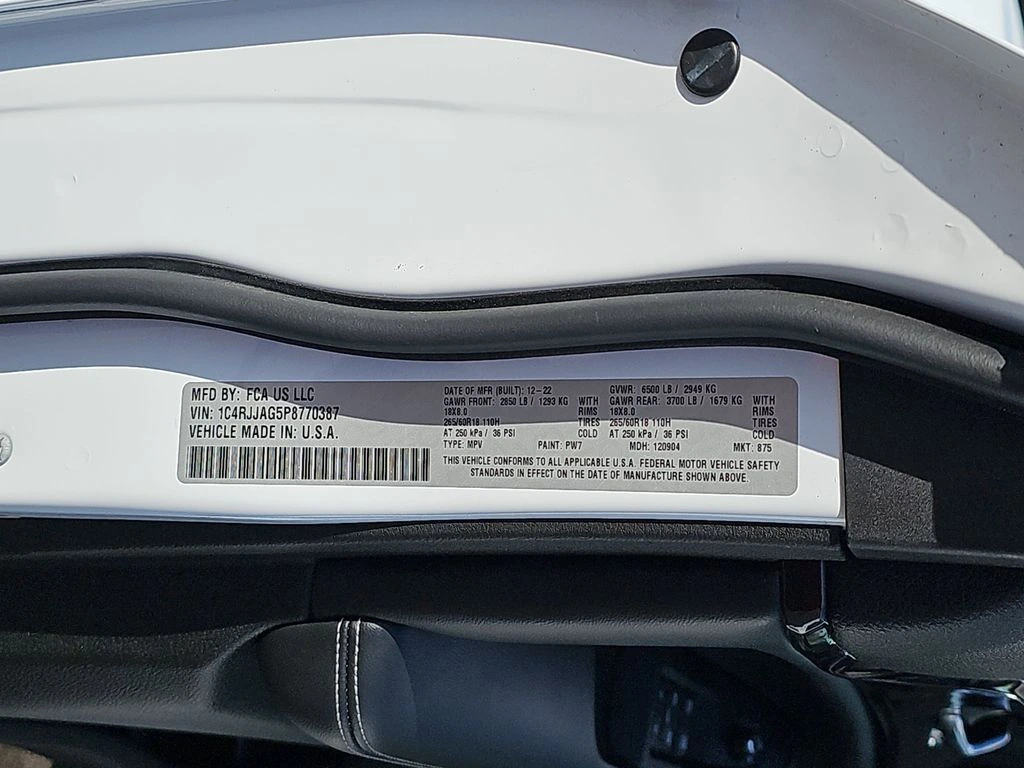 MFD BY: FCA US LLC
VIN: 1C4RJJAG5P8770387
VEHICLE MADE IN: U.S.A.
DATE OF MFR (BUILT): 12-22
GAWR FRONT: 2850 LB / 1293 KG WITH
18X8.0 RIMS
265/60R18 110H TIRES
AT 250 kPa / 36 PSI COLD
TYPE: MPV PAINT: PW7
GVWR: 6500 LB / 2949 KG
GAWR REAR: 3700 LB / 1679 KG WITH
18X8.0 RIMS
265/60R18 110H TIRES
AT 250 kPa / 36 PSI COLD
MDH: 120904 MKT: 875
THIS VEHICLE CONFORMS TO ALL APPLICABLE U.S.A. FEDERAL MOTOR VEHICLE SAFETY
STANDARDS IN EFFECT ON THE DATE OF MANUFACTURE SHOWN ABOVE.